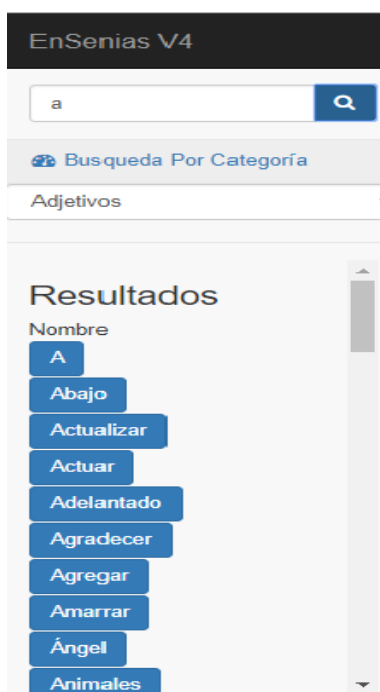 EnSenias V4
a
Busqueda Por Categoría
Adjetivos
Resultados
Nombre
A
Abajo
Actualizar
Actuar
Adelantado
Agradecer
Agregar
Amarrar
Ángel
Animales